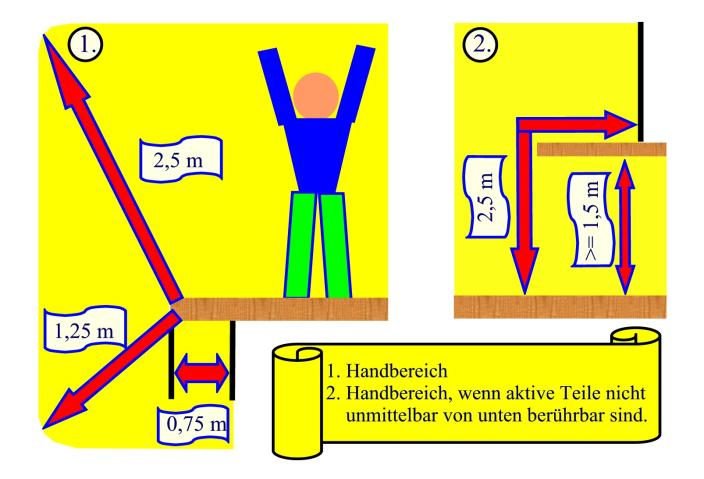 1.
2,5 m
1,25 m
0,75 m
2.
2,5 m
>= 1,5 m
1. Handbereich
2. Handbereich, wenn aktive Teile nicht
unmittelbar von unten berührbar sind.